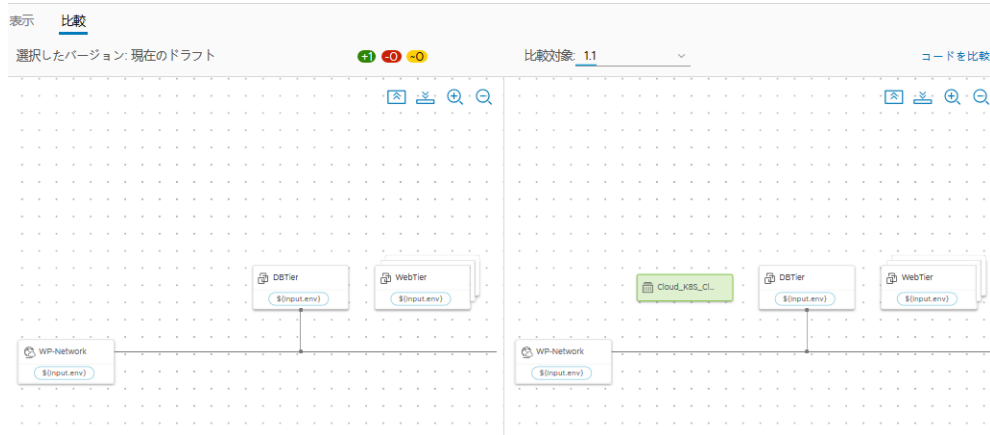 表示 比較
選択したバージョン: 現在のドラフト +1 -0 ~0 比較対象: 1.1 コードを比較
DBTier WebTier
${input.env} ${input.env}
Cloud_K8S_Cl... DBTier WebTier
${input.env} ${input.env}
WP-Network
${input.env}
WP-Network
${input.env}